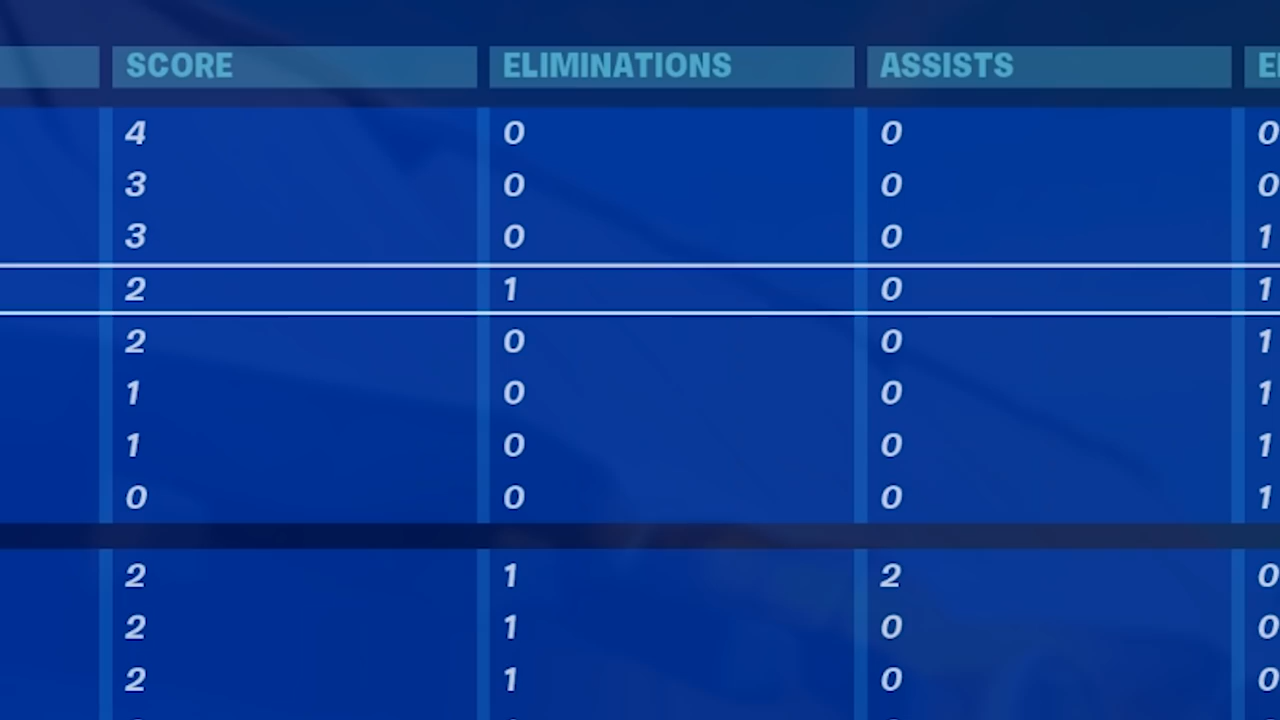 SCORE ELIMINATIONS ASSISTS
4 0 0 0
3 0 0 0
3 0 0 1
2 1 0 1
2 0 0 1
1 0 0 1
1 0 0 1
0 0 0 1
2 1 2 0
2 1 0 0
2 1 0 0